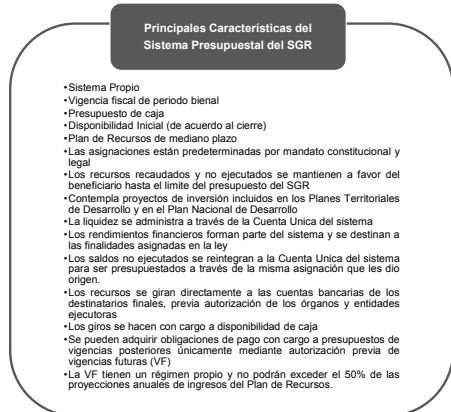 Principales Características del
Sistema Presupuestal del SGR
•Sistema Propio
•Vigencia fiscal de periodo bienal
•Presupuesto de caja
•Disponibilidad Inicial (de acuerdo al cierre)
•Plan de Recursos de mediano plazo
•Las asignaciones están predeterminadas por mandato constitucional y
legal
•Los recursos recaudados y no ejecutados se mantienen a favor del
beneficiario hasta el limite del presupuesto del SGR
•Contempla proyectos de inversión incluidos en los Planes Territoriales
de Desarrollo y en el Plan Nacional de Desarrollo
•La liquidez se administra a través de la Cuenta Unica del sistema
•Los rendimientos financieros forman parte del sistema y se destinan a
las finalidades asignadas en la ley
•Los saldos no ejecutados se reintegran a la Cuenta Unica del sistema
para ser presupuestados a través de la misma asignación que les dio
origen.
•Los recursos se giran directamente a las cuentas bancarias de los
destinatarios finales, previa autorización de los órganos y entidades
ejecutoras
•Los giros se hacen con cargo a disponibilidad de caja
•Se pueden adquirir obligaciones de pago con cargo a presupuestos de
vigencias posteriores únicamente mediante autorización previa de
vigencias futuras (VF)
•La VF tienen un régimen propio y no podrán exceder el 50% de las
proyecciones anuales de ingresos del Plan de Recursos.